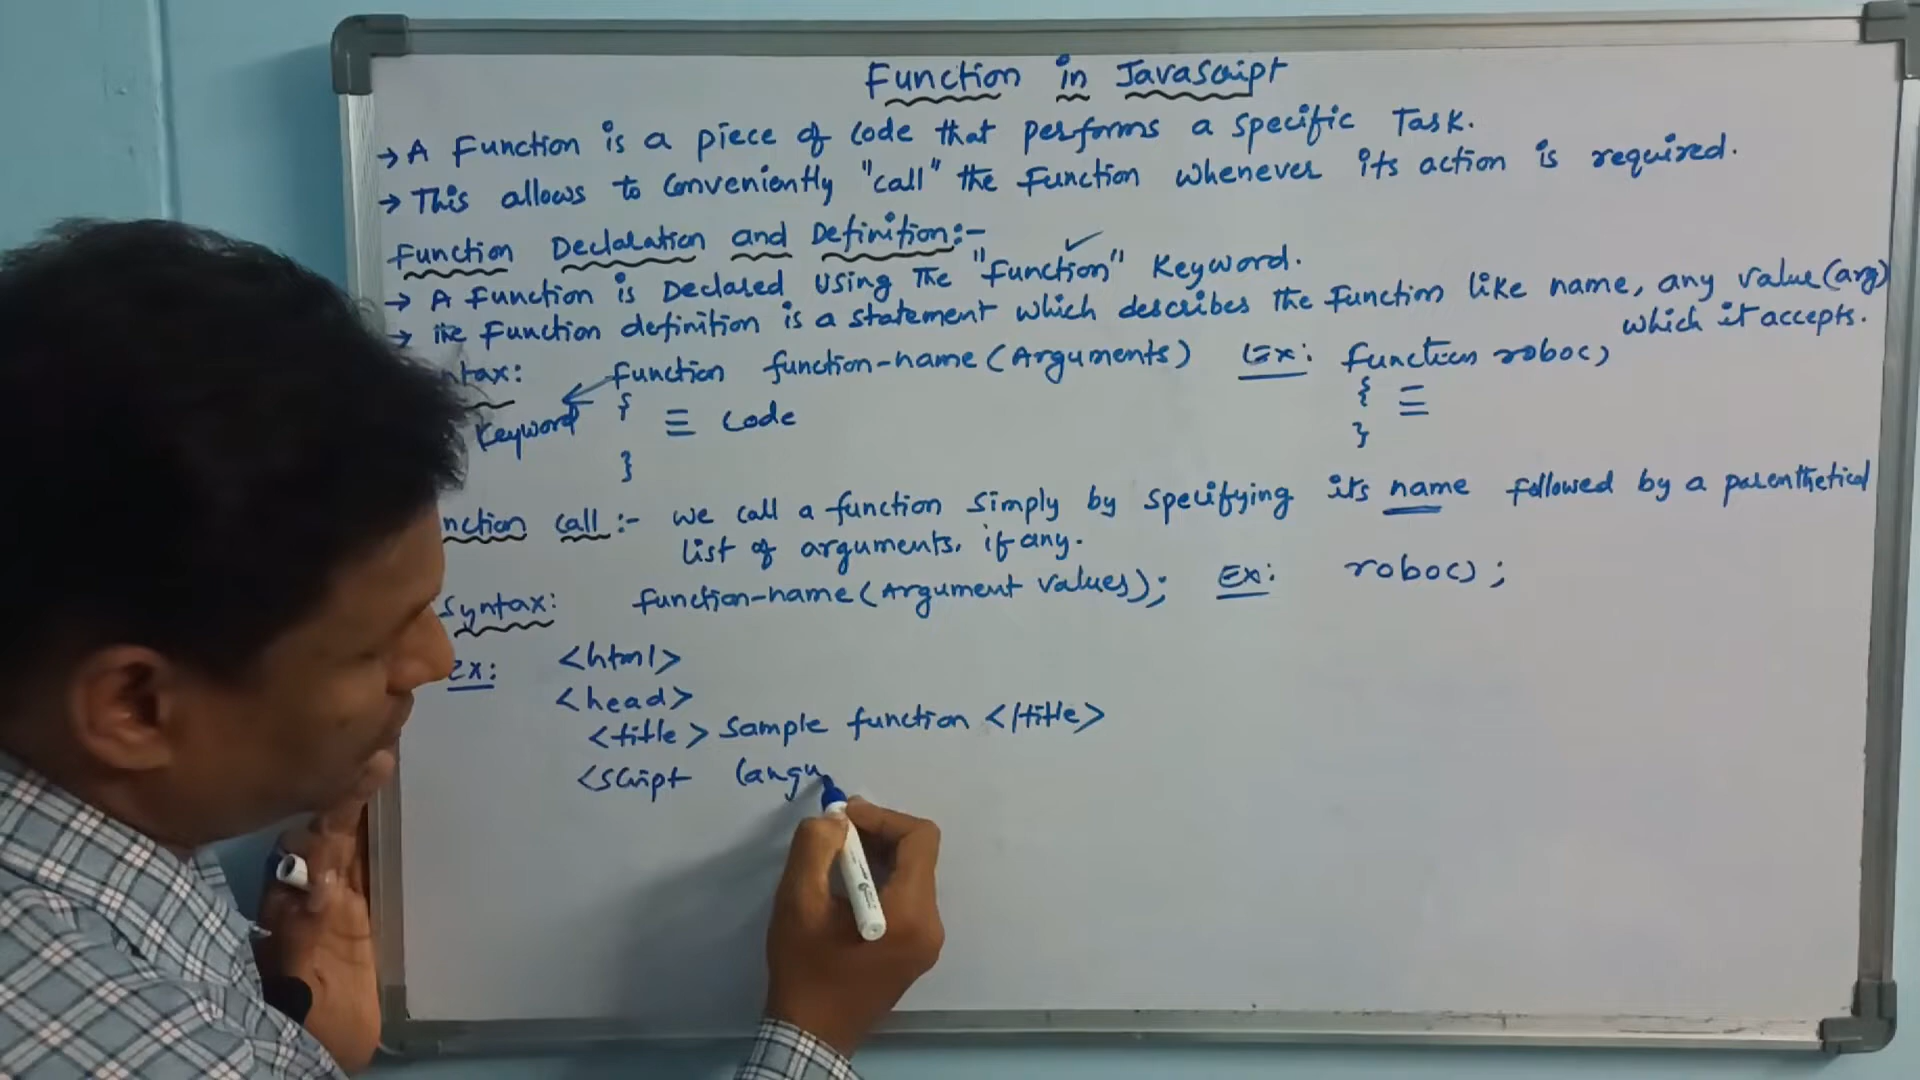 Function in Javascript
→ A Function is a piece of code that performs a specific Task.
→ This allows to conveniently "call" the function whenever its action is required.
Function Declaration and Definition:-
→ A function is Declared using the "function" keyword.
→ The Function definition is a statement which describes the function like name, any value (arg)
which it accepts.
ntax: function function-name (Arguments) Ex: function robo()
Keyword { ≡ code { ≡
} }
nction call :- we call a function simply by specifying its name followed by a parenthetical
list of arguments, if any.
Syntax: function-name (Argument values); Ex: robo();
Ex: <html>
<head>
<title> Sample function </title>
<script langu